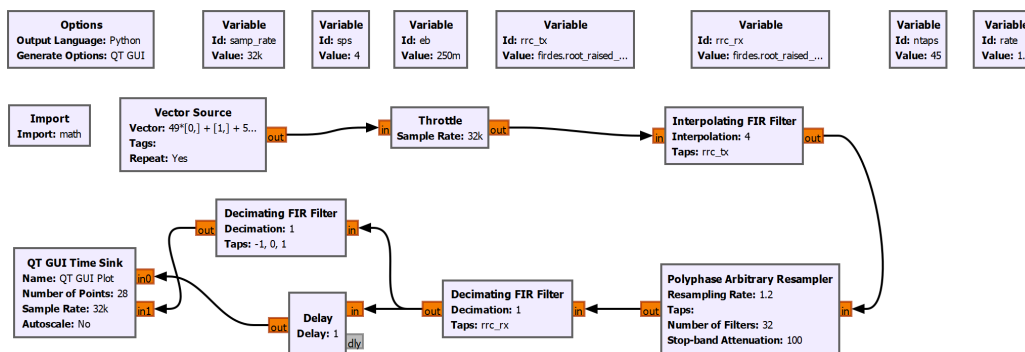 Options
Output Language: Python
Generate Options: QT GUI
Variable
Id: samp_rate
Value: 32k
Variable
Id: sps
Value: 4
Variable
Id: eb
Value: 250m
Variable
Id: rrc_tx
Value: firdes.root_raised_...
Variable
Id: rrc_rx
Value: firdes.root_raised_...
Variable
Id: ntaps
Value: 45
Variable
Id: rate
Value: 1.
Import
Import: math
Vector Source
Vector: 49*[0,] + [1,] + 5...
Tags:
Repeat: Yes
out
in
Throttle
Sample Rate: 32k
out
in
Interpolating FIR Filter
Interpolation: 4
Taps: rrc_tx
out
out
Decimating FIR Filter
Decimation: 1
Taps: -1, 0, 1
in
QT GUI Time Sink
Name: QT GUI Plot
Number of Points: 28
Sample Rate: 32k
Autoscale: No
in0
in1
out
Delay
Delay: 1
in
dly
out
Decimating FIR Filter
Decimation: 1
Taps: rrc_rx
in
out
Polyphase Arbitrary Resampler
Resampling Rate: 1.2
Taps:
Number of Filters: 32
Stop-band Attenuation: 100
in